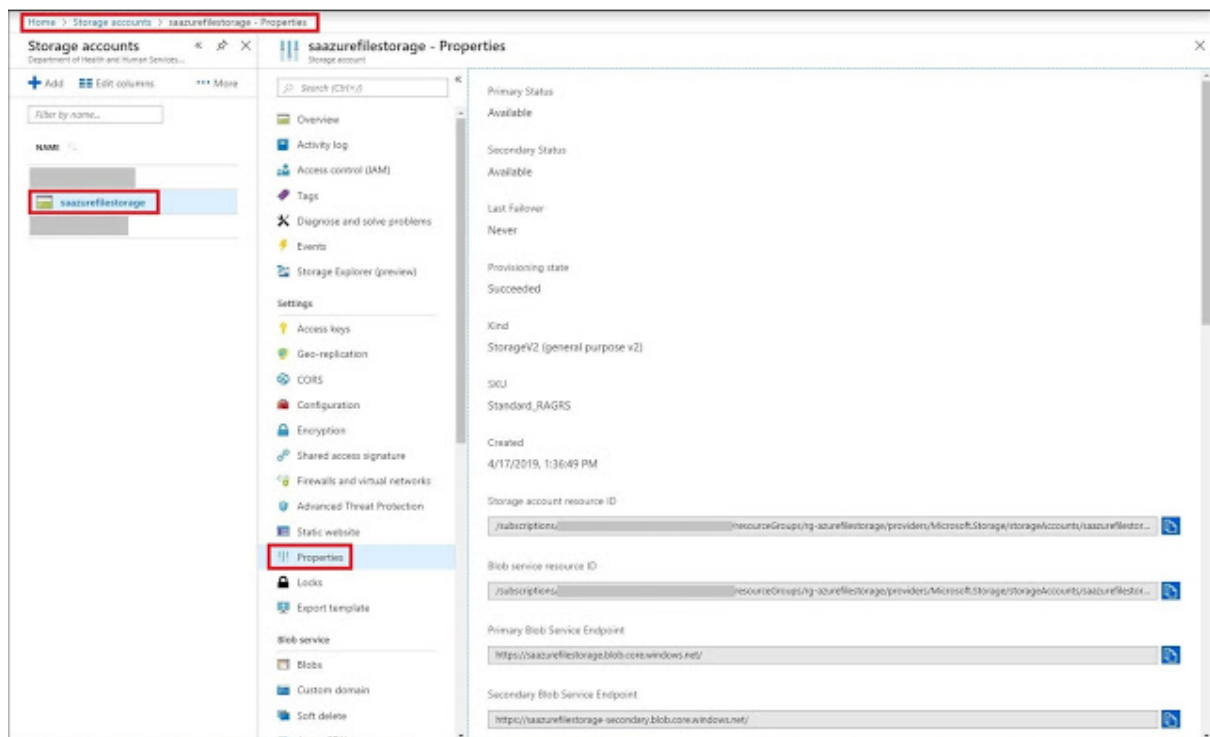 Home > Storage accounts > saazurefilestorage - Properties
Storage accounts
Department of Health and Human Services...
Add Edit columns More
Filter by name...
NAME
saazurefilestorage
saazurefilestorage - Properties
Storage account
Search (Ctrl+/)
Overview
Activity log
Access control (IAM)
Tags
Diagnose and solve problems
Events
Storage Explorer (preview)
Settings
Access keys
Geo-replication
CORS
Configuration
Encryption
Shared access signature
Firewalls and virtual networks
Advanced Threat Protection
Static website
Properties
Locks
Export template
Blob service
Blobs
Custom domain
Soft delete
Primary Status
Available
Secondary Status
Available
Last Failover
Never
Provisioning state
Succeeded
Kind
StorageV2 (general purpose v2)
SKU
Standard_RAGRS
Created
4/17/2019, 1:36:49 PM
Storage account resource ID
/subscriptions/ /resourceGroups/rg-azurefilestorage/providers/Microsoft.Storage/storageAccounts/saazurefilestor...
Blob service resource ID
/subscriptions/ resourceGroups/rg-azurefilestorage/providers/Microsoft.Storage/storageAccounts/saazurefilestor...
Primary Blob Service Endpoint
https://saazurefilestorage.blob.core.windows.net/
Secondary Blob Service Endpoint
https://saazurefilestorage-secondary.blob.core.windows.net/